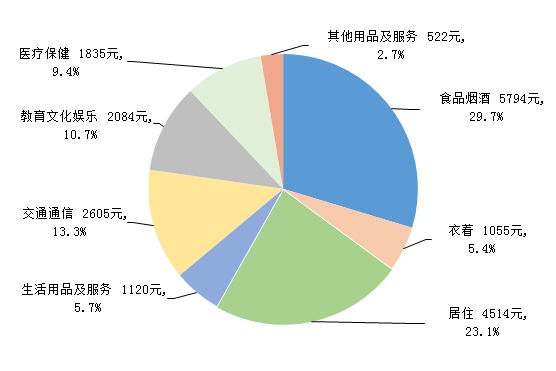 其他用品及服务 522元,
2.7%
食品烟酒 5794元,
29.7%
衣着 1055元,
5.4%
居住 4514元,
23.1%
生活用品及服务 1120元,
5.7%
交通通信 2605元,
13.3%
教育文化娱乐 2084元,
10.7%
医疗保健 1835元,
9.4%